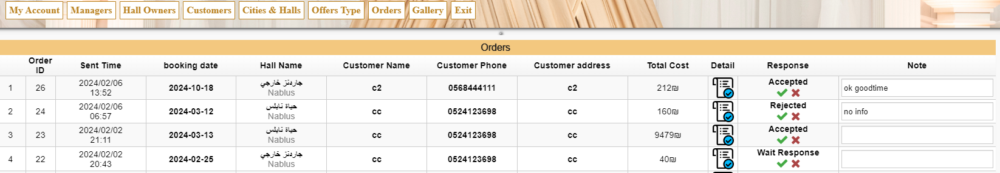 My Account Managers Hall Owners Customers Cities & Halls Offers Type Orders Gallery Exit
Orders
Order ID Sent Time booking date Hall Name Customer Name Customer Phone Customer address Total Cost Detail Response Note
1 26 2024/02/06 13:52 2024-10-18 جاردنز خارجي Nablus c2 0568444111 c2 212₪ Accepted ok goodtime
2 24 2024/02/06 06:57 2024-03-12 حياة نابلس Nablus cc 0524123698 cc 160₪ Rejected no info
3 23 2024/02/02 21:11 2024-03-13 حياة نابلس Nablus cc 0524123698 cc 9479₪ Accepted
4 22 2024/02/02 20:43 2024-02-25 جاردنز خارجي Nablus cc 0524123698 cc 40₪ Wait Response